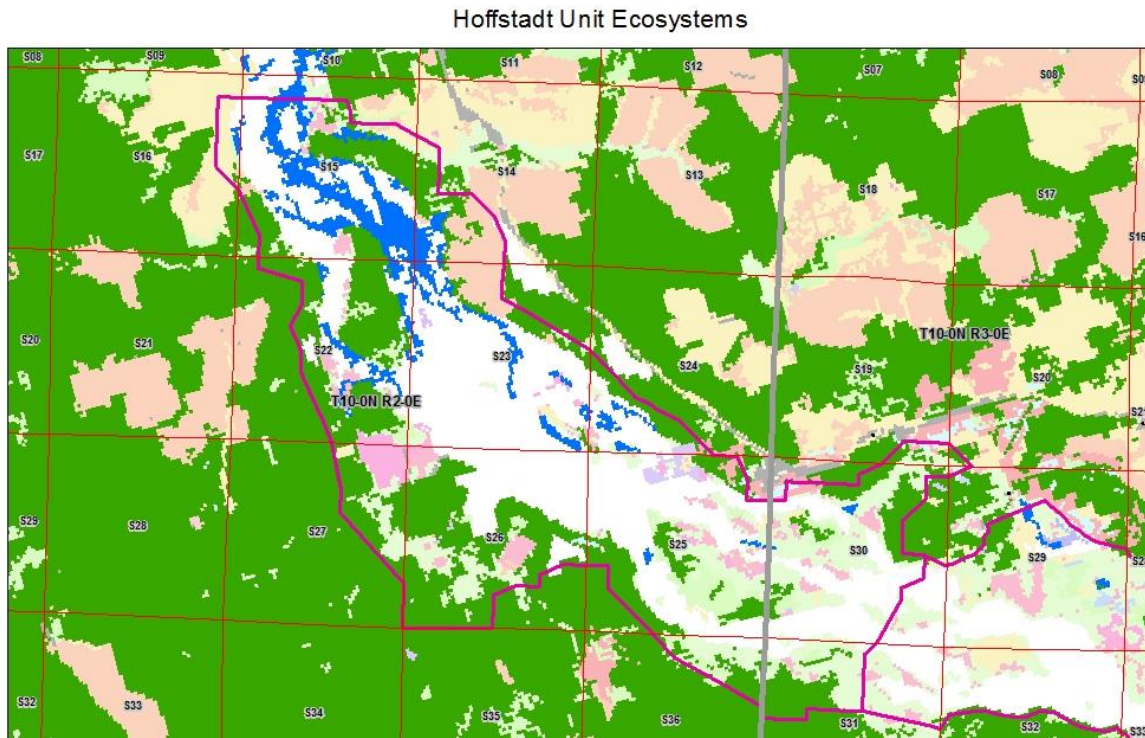 Hoffstadt Unit Ecosystems
S08
S09
S10
S11
S12
S07
S08
S17
S16
S15
S14
S13
S18
S17
S16
S20
S21
S22
S23
S24
S19
S20
T10-0N R3-0E
T10-0N R2-0E
S29
S28
S27
S26
S25
S30
S29
S32
S33
S34
S35
S36
S31
S32